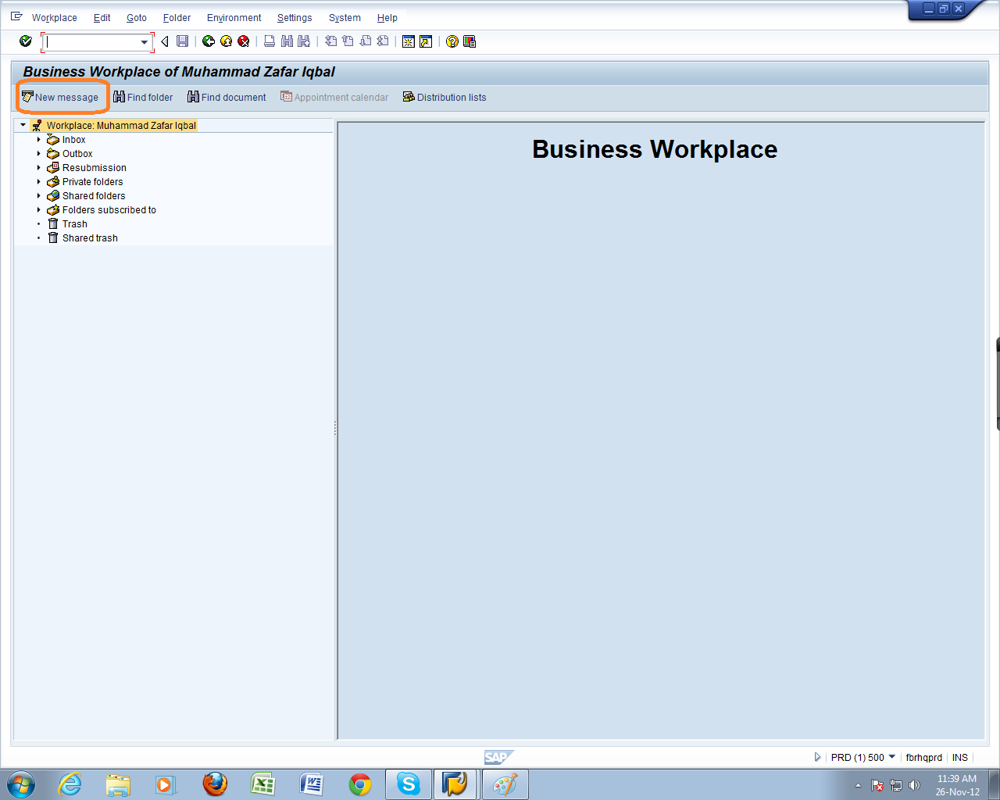 Workplace Edit Goto Folder Environment Settings System Help
Business Workplace of Muhammad Zafar Iqbal
New message Find folder Find document Appointment calendar Distribution lists
Workplace: Muhammad Zafar Iqbal
Inbox
Outbox
Resubmission
Private folders
Shared folders
Folders subscribed to
Trash
Shared trash
Business Workplace
SAP PRD (1) 500 fbrhqprd INS
11:39 AM
26-Nov-12